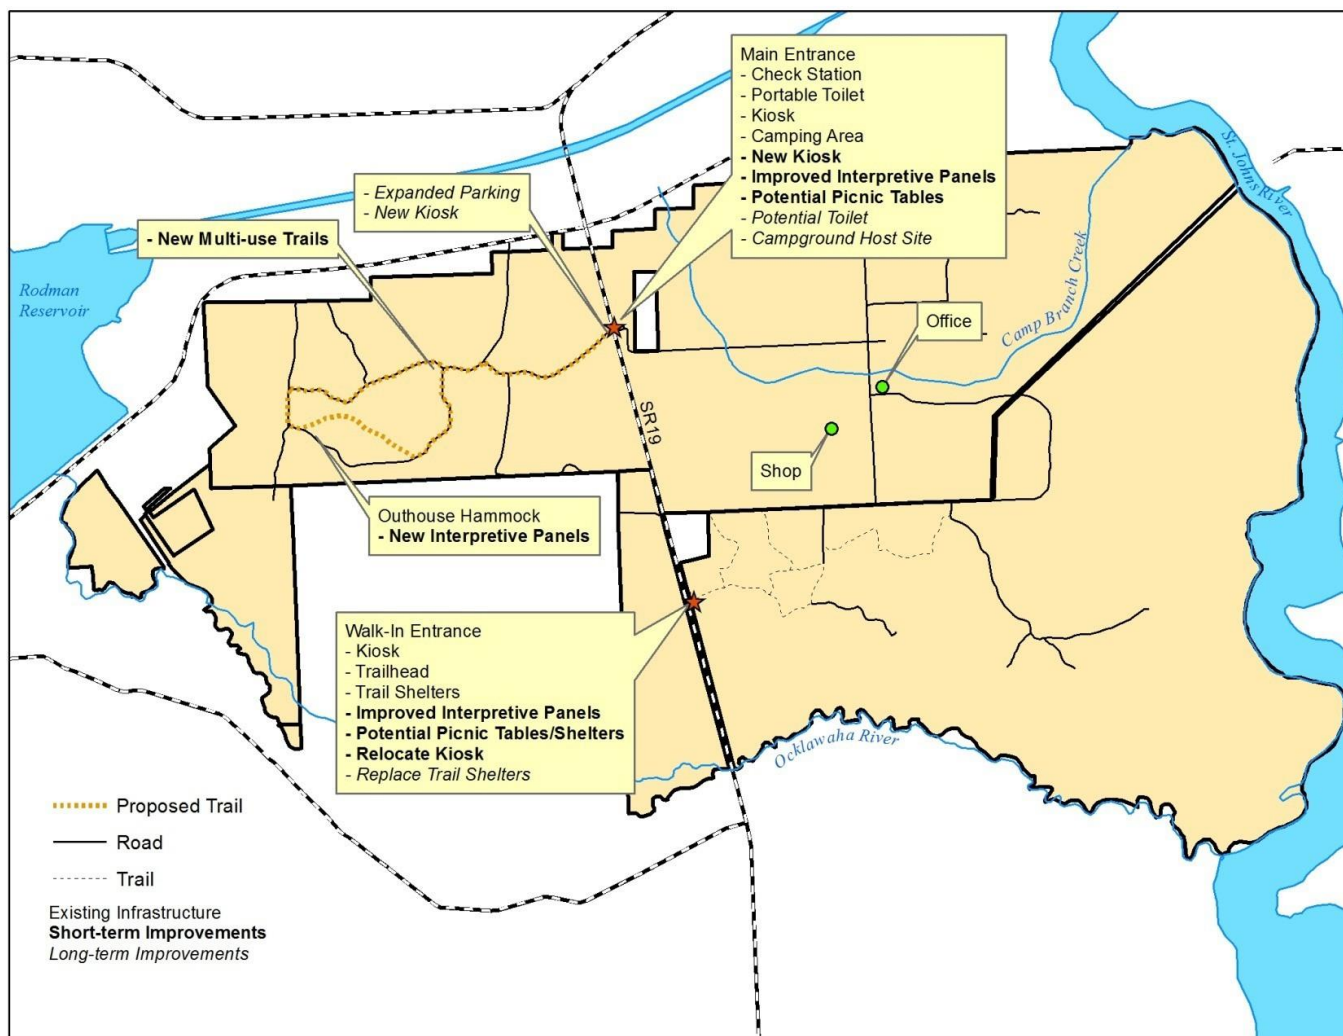 Main Entrance
- Check Station
- Portable Toilet
- Kiosk
- Camping Area
- New Kiosk
- Improved Interpretive Panels
- Potential Picnic Tables
- Potential Toilet
- Campground Host Site
St. Johns River
- Expanded Parking
- New Kiosk
- New Multi-use Trails
Rodman
Reservoir
Camp Branch Creek
Office
SR19
Shop
Outhouse Hammock
- New Interpretive Panels
Walk-In Entrance
- Kiosk
- Trailhead
- Trail Shelters
- Improved Interpretive Panels
- Potential Picnic Tables/Shelters
- Relocate Kiosk
- Replace Trail Shelters
Ocklawaha River
Proposed Trail
Road
Trail
Existing Infrastructure
Short-term Improvements
Long-term Improvements